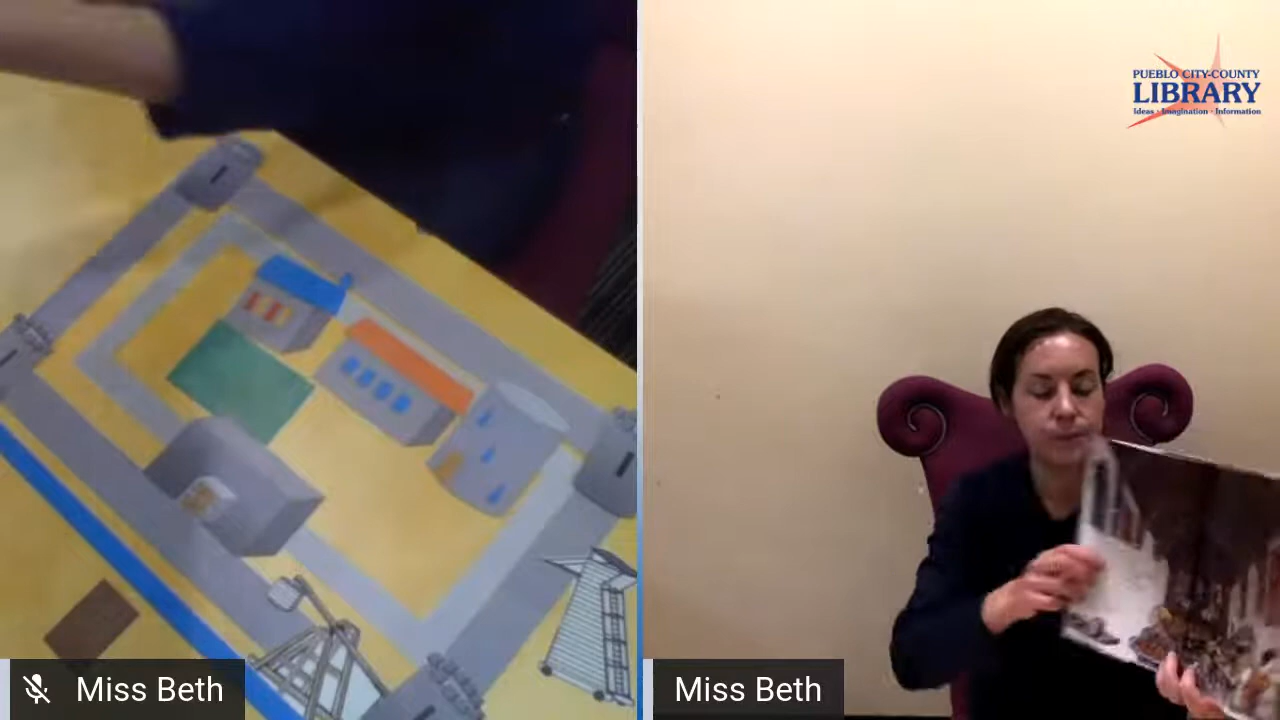 PUEBLO CITY-COUNTY
LIBRARY
Ideas · Imagination · Information
Miss Beth
Miss Beth